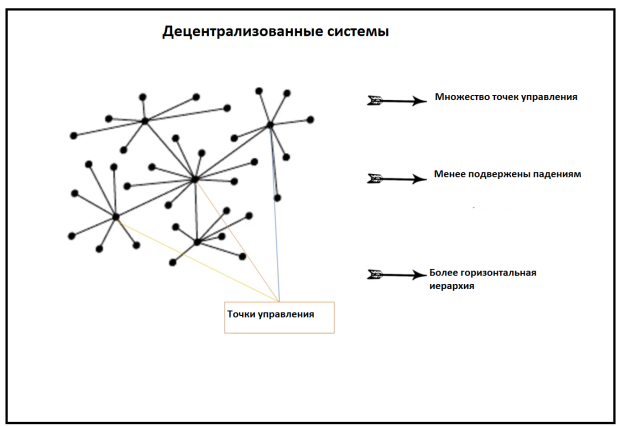 Децентрализованные системы
Множество точек управления
Менее подвержены падениям
Более горизонтальная
иерархия
Точки управления